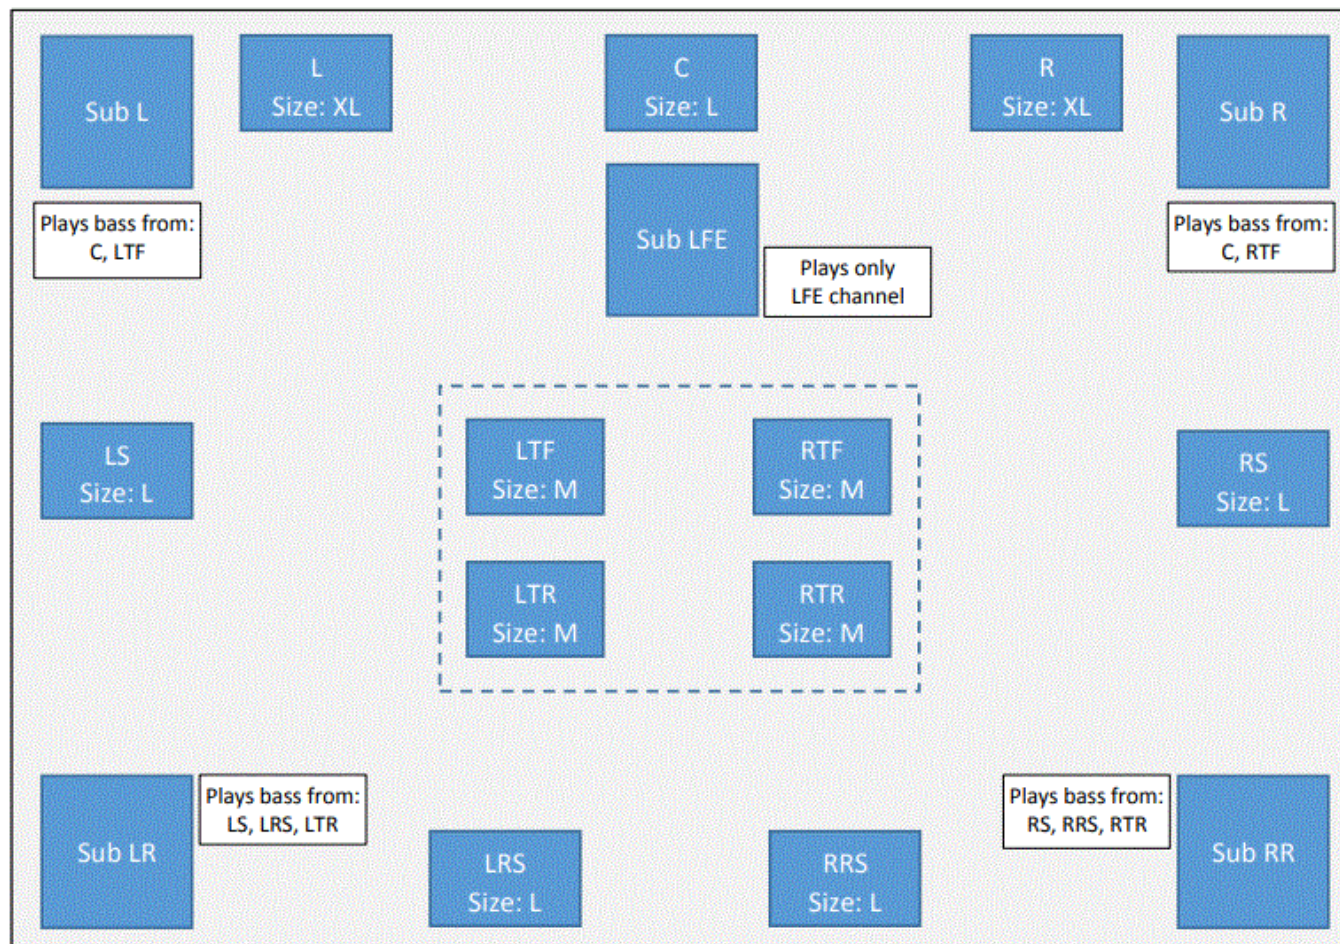 Sub L
L
Size: XL
C
Size: L
R
Size: XL
Sub R
Plays bass from:
C, LTF
Sub LFE
Plays only
LFE channel
Plays bass from:
C, RTF
LS
Size: L
LTF
Size: M
RTF
Size: M
RS
Size: L
LTR
Size: M
RTR
Size: M
Sub LR
Plays bass from:
LS, LRS, LTR
LRS
Size: L
RRS
Size: L
Plays bass from:
RS, RRS, RTR
Sub RR